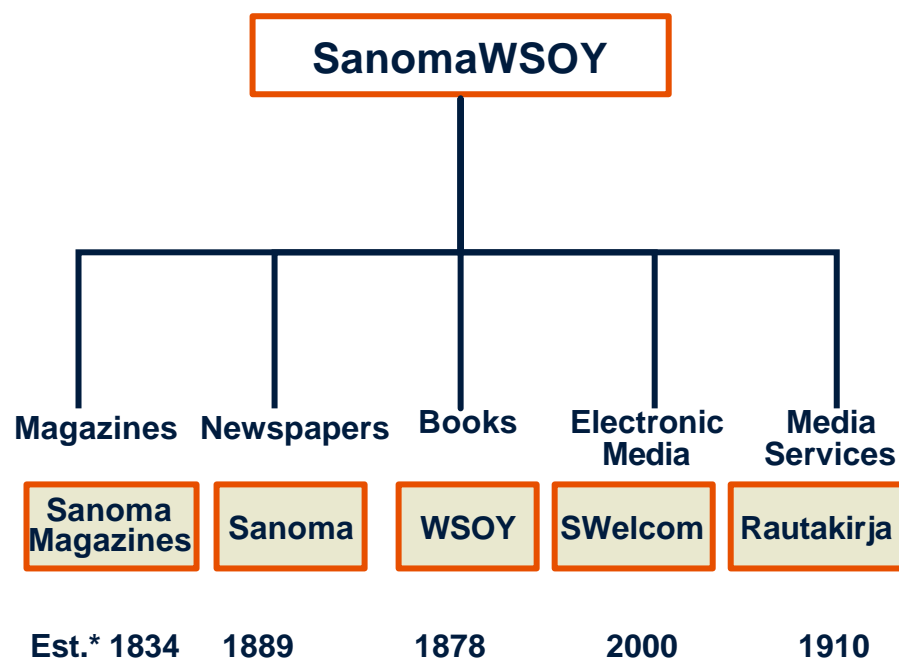 SanomaWSOY
Magazines
Newspapers
Books
Electronic
Media
Media
Services
Sanoma
Magazines
Sanoma
WSOY
SWelcom
Rautakirja
Est.* 1834
1889
1878
2000
1910